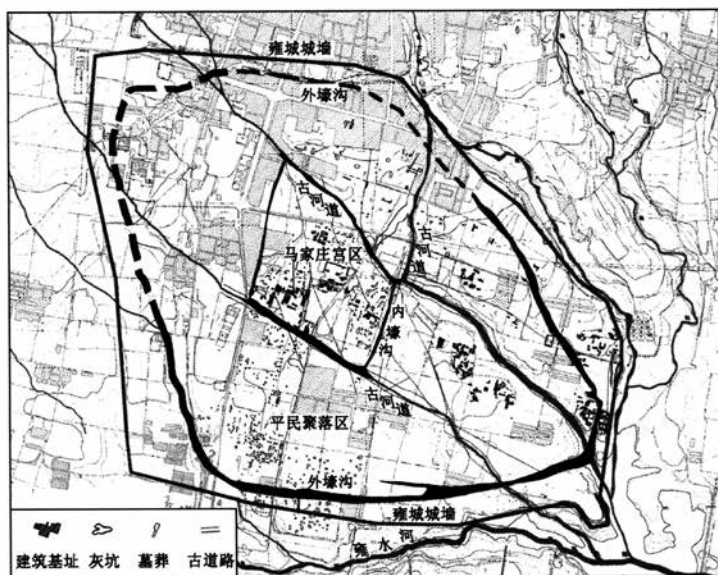 雍城城墙
外壕沟
古河道
古河道
马家庄宫区
内壕沟
古河道
平民聚落区
外壕沟
雍城城墙
雍水河
建筑基址 灰坑 墓葬 古道路